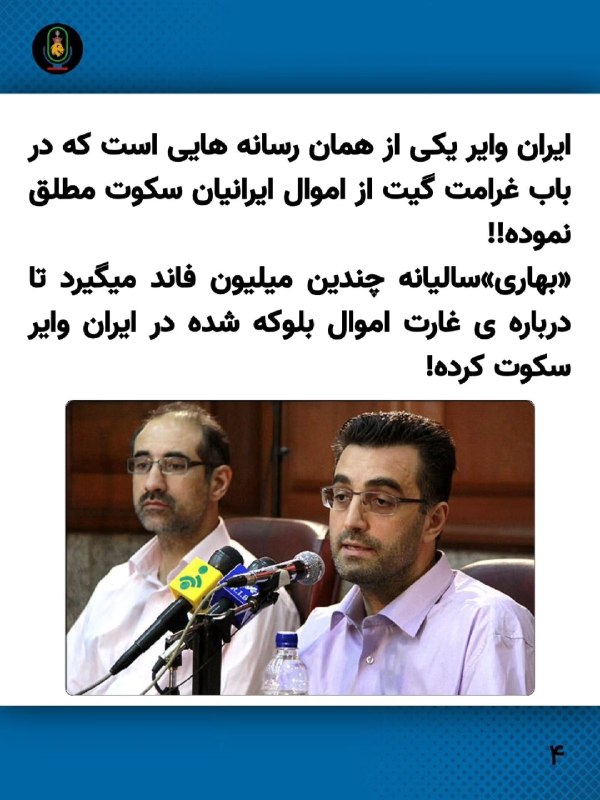 ایران وایر یکی از همان رسانه هایی است که در
باب غرامت گیت از اموال ایرانیان سکوت مطلق
نموده!!
«بهاری»سالیانه چندین میلیون فاند میگیرد تا
درباره ی غارت اموال بلوکه شده در ایران وایر
سکوت کرده!
۴